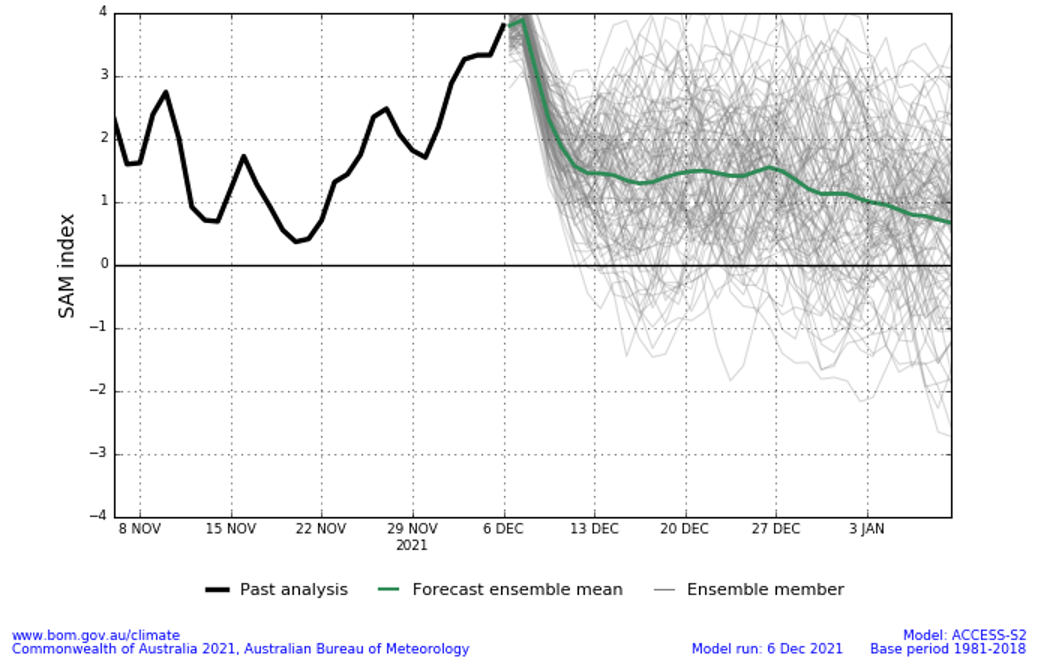 4
3
2
1
0
−1
−2
−3
−4
SAM index
8 NOV 15 NOV 22 NOV 29 NOV 6 DEC 13 DEC 20 DEC 27 DEC 3 JAN
2021
Past analysis Forecast ensemble mean Ensemble member
www.bom.gov.au/climate Model: ACCESS-S2
Commonwealth of Australia 2021, Australian Bureau of Meteorology Model run: 6 Dec 2021 Base period 1981-2018